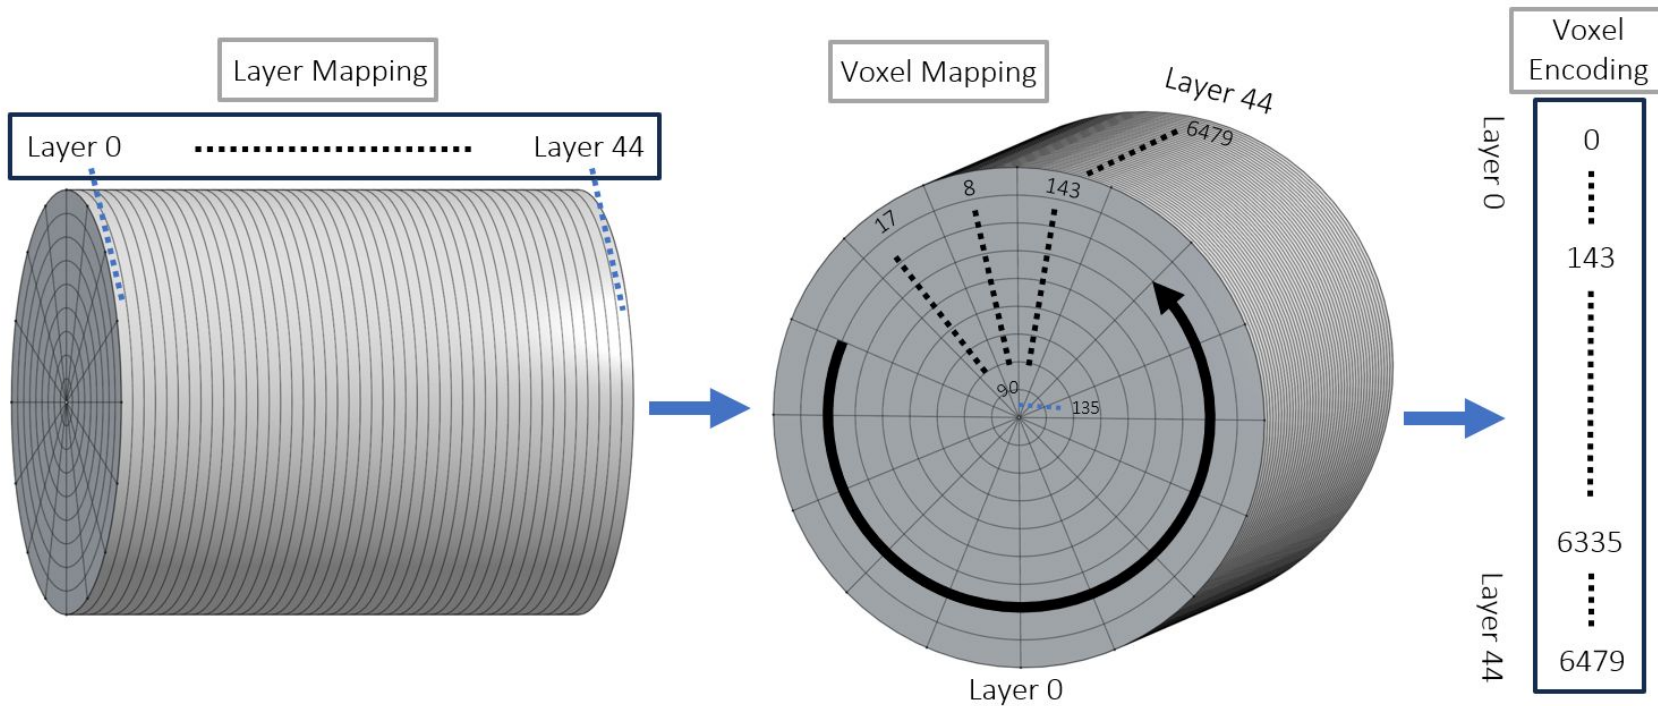 Layer Mapping
Layer 0
Layer 44
Voxel Mapping
Layer 44
6479
143
8
17
90
135
Layer 0
Voxel
Encoding
Layer 0
0
143
6335
Layer 44
6479